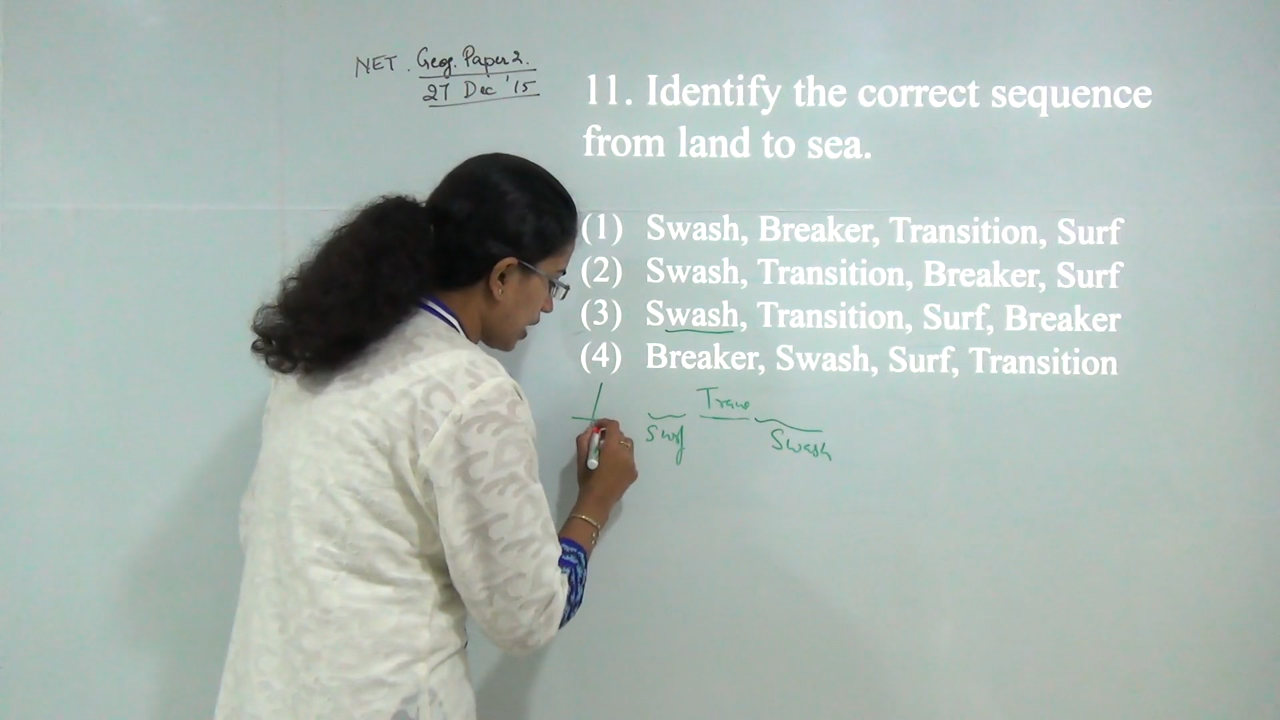 NET. Geog. Paper 2.
27 Dec '15
11. Identify the correct sequence
from land to sea.
(1) Swash, Breaker, Transition, Surf
(2) Swash, Transition, Breaker, Surf
(3) Swash, Transition, Surf, Breaker
(4) Breaker, Swash, Surf, Transition
Trans
Surf
Swash